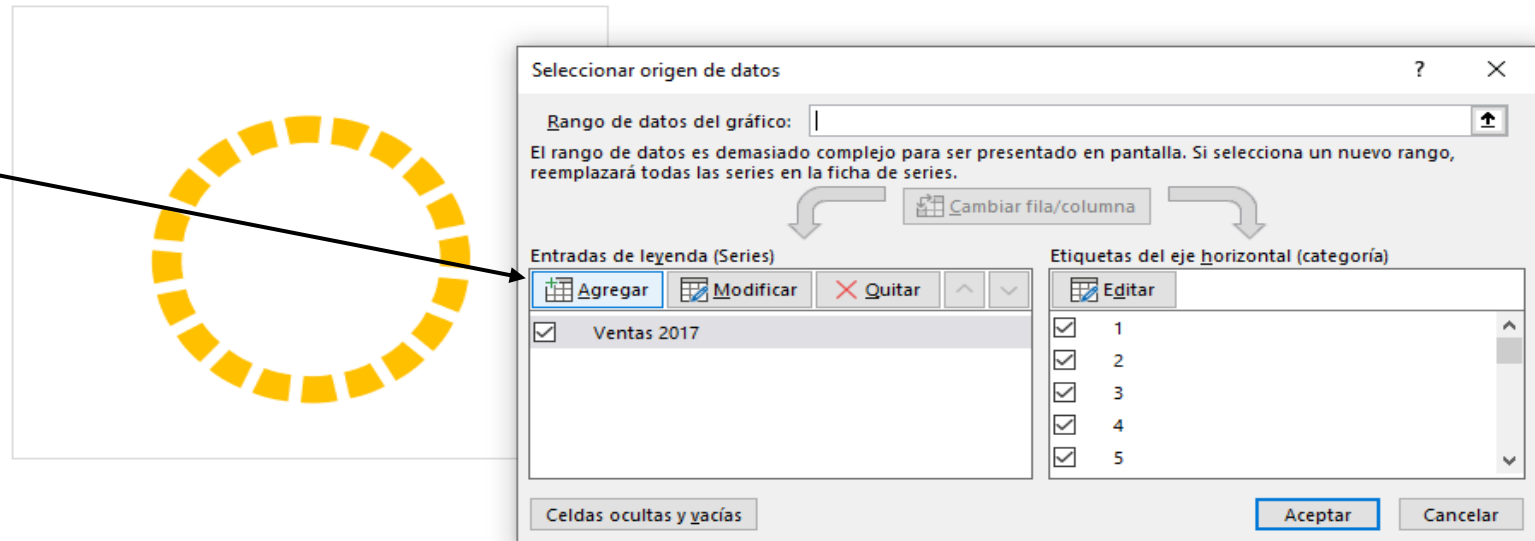 Seleccionar origen de datos ?
Rango de datos del gráfico:
El rango de datos es demasiado complejo para ser presentado en pantalla. Si selecciona un nuevo rango,
reemplazará todas las series en la ficha de series.
Cambiar fila/columna
Entradas de leyenda (Series)
Agregar Modificar Quitar
Ventas 2017
Etiquetas del eje horizontal (categoría)
Editar
1
2
3
4
5
Celdas ocultas y vacías
Aceptar Cancelar